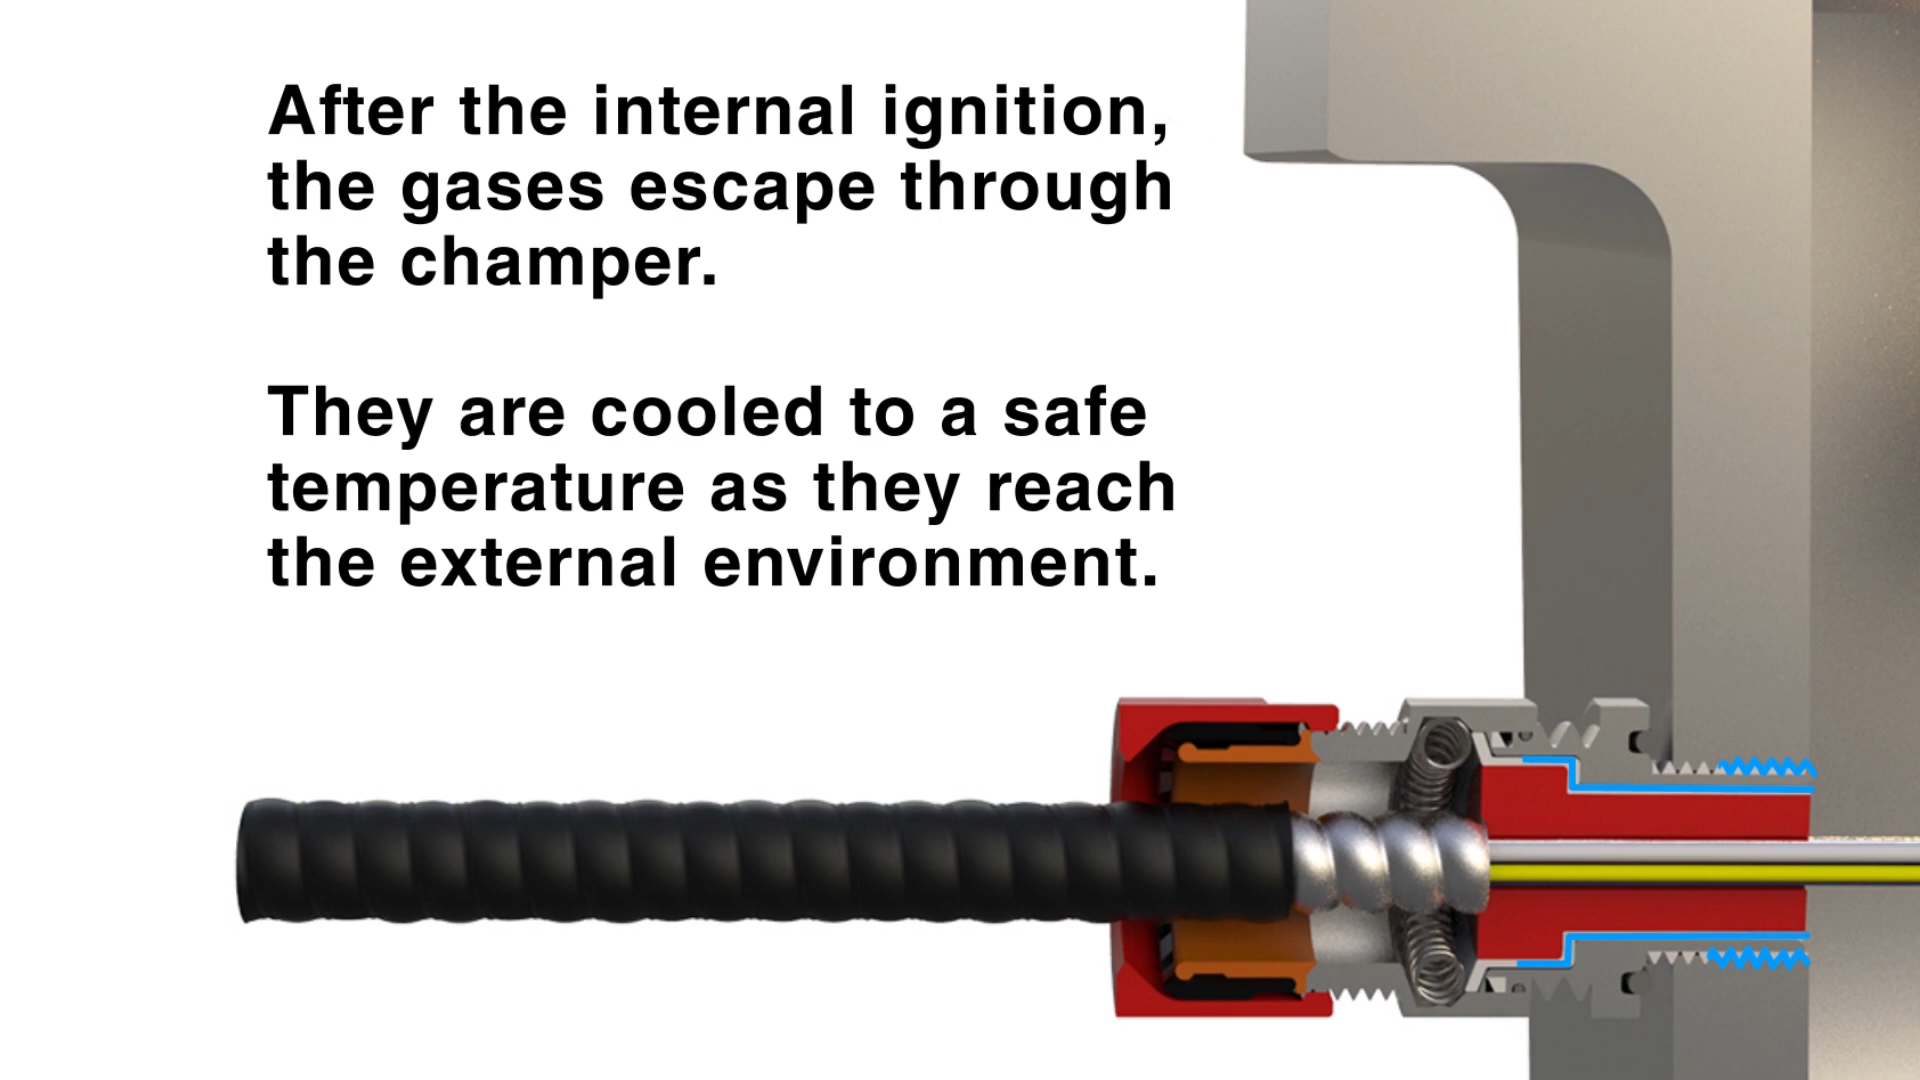 After the internal ignition,
the gases escape through
the champer.
They are cooled to a safe
temperature as they reach
the external environment.